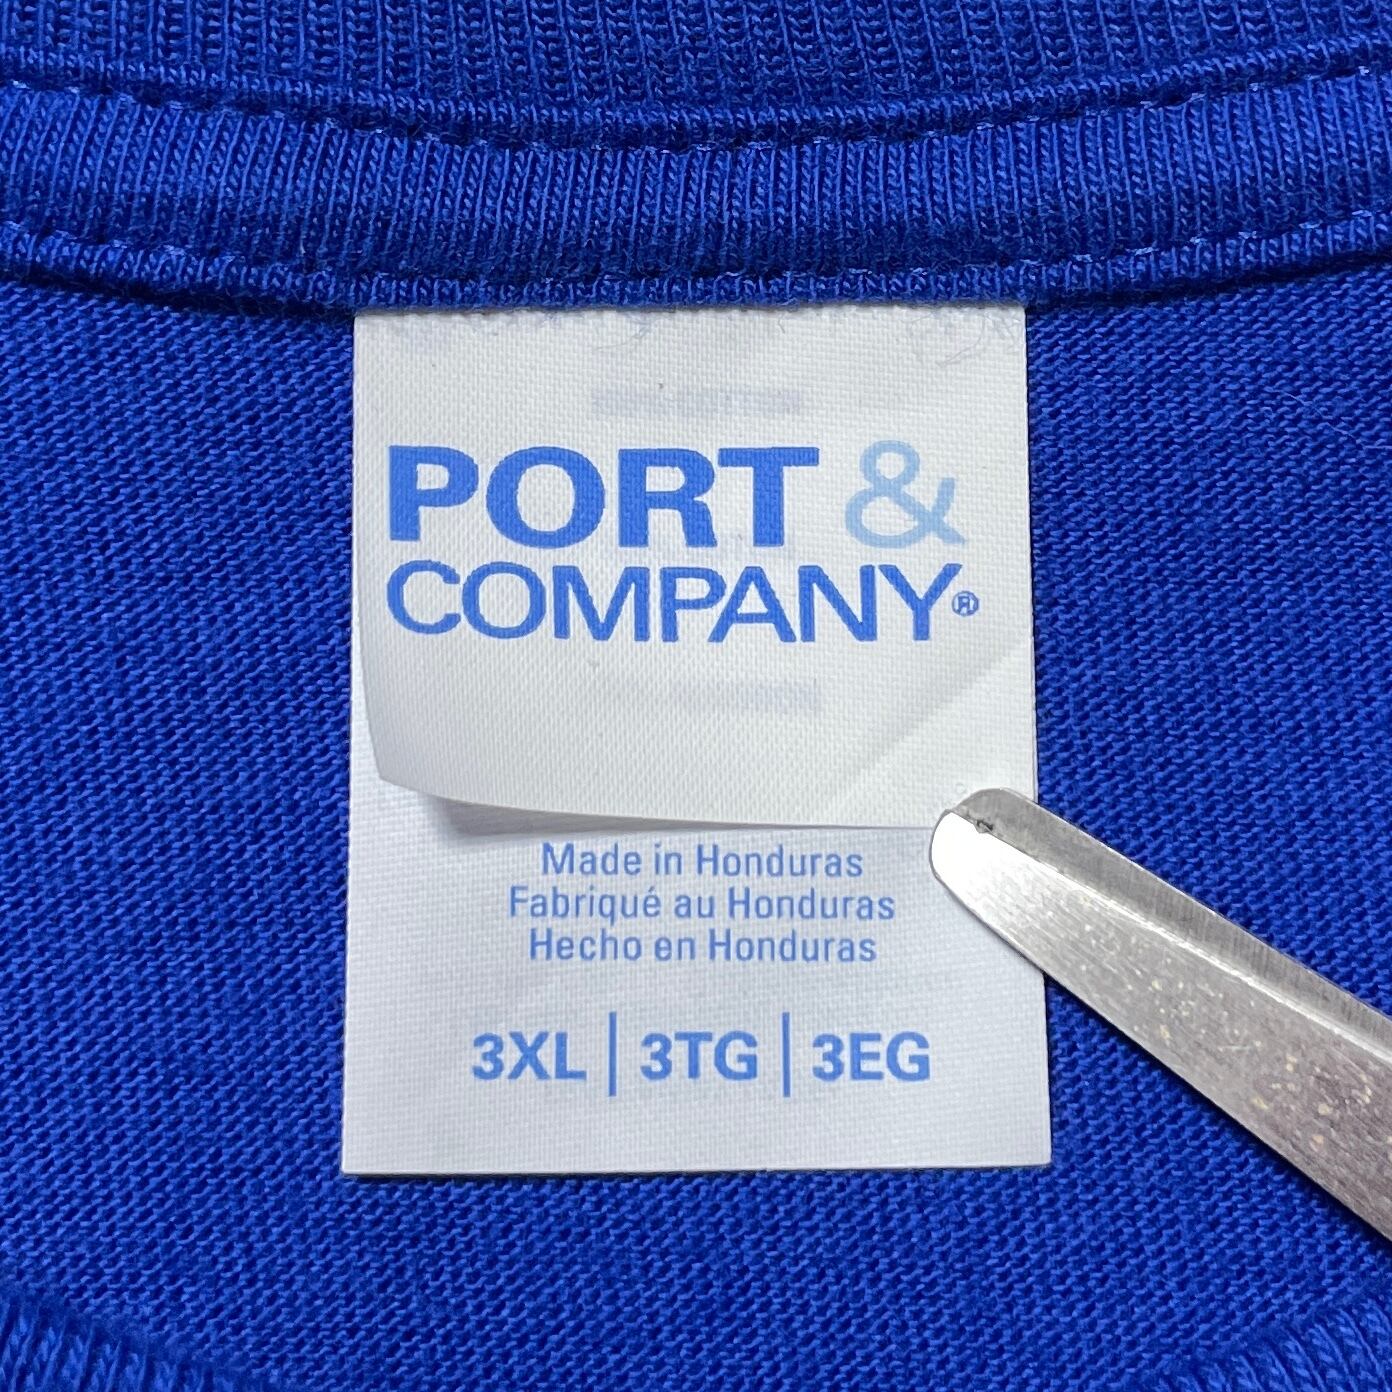 PORT &
COMPANY®
Made in Honduras
Fabriqué au Honduras
Hecho en Honduras
3XL | 3TG | 3EG